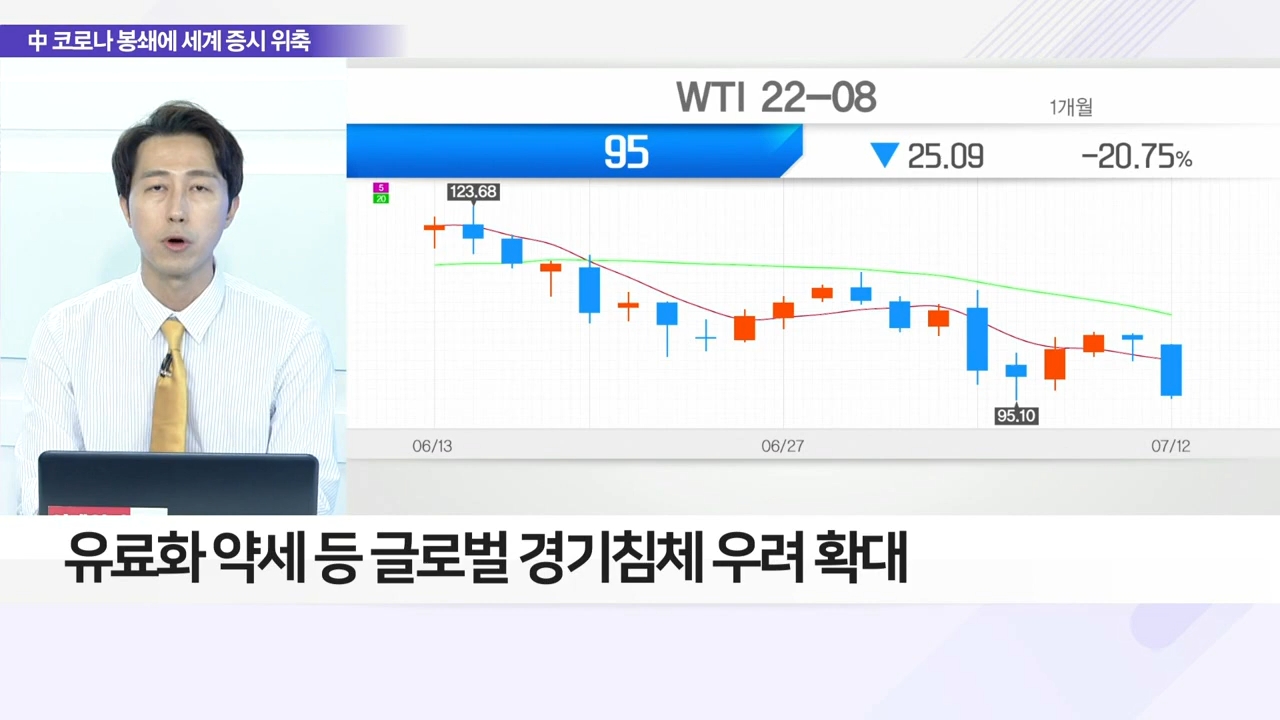 中 코로나 봉쇄에 세계 증시 위축
WTI 22-08
1개월
95
▼ 25.09
-20.75%
5
20
123.68
95.10
06/13
06/27
07/12
유료화 약세 등 글로벌 경기침체 우려 확대